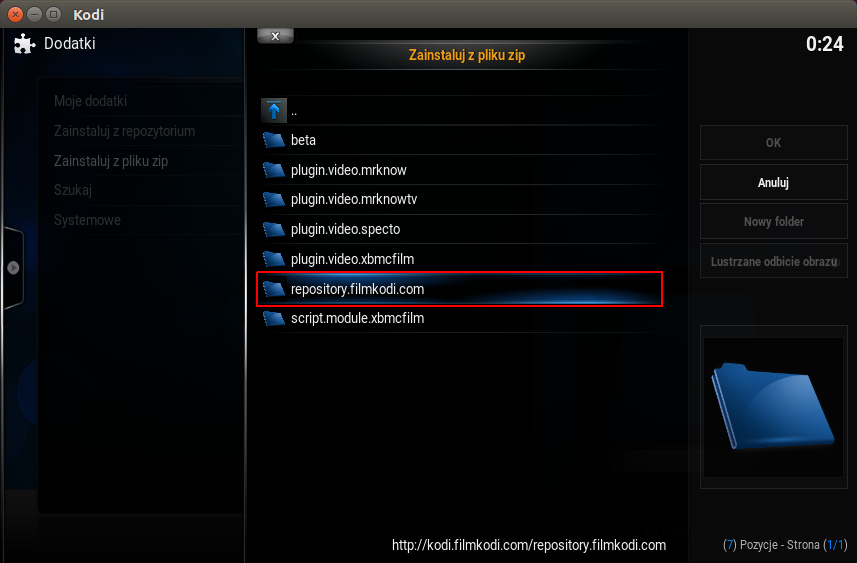 Kodi
Dodatki
Zainstaluj z pliku zip
0:24
Moje dodatki
Zainstaluj z repozytorium
Zainstaluj z pliku zip
Szukaj
Systemowe
..
beta
plugin.video.mrknow
plugin.video.mrknowtv
plugin.video.specto
plugin.video.xbmcfilm
repository.filmkodi.com
script.module.xbmcfilm
OK
Anuluj
Nowy folder
Lustrzane odbicie obrazu
http://kodi.filmkodi.com/repository.filmkodi.com
(7) Pozycje - Strona (1/1)